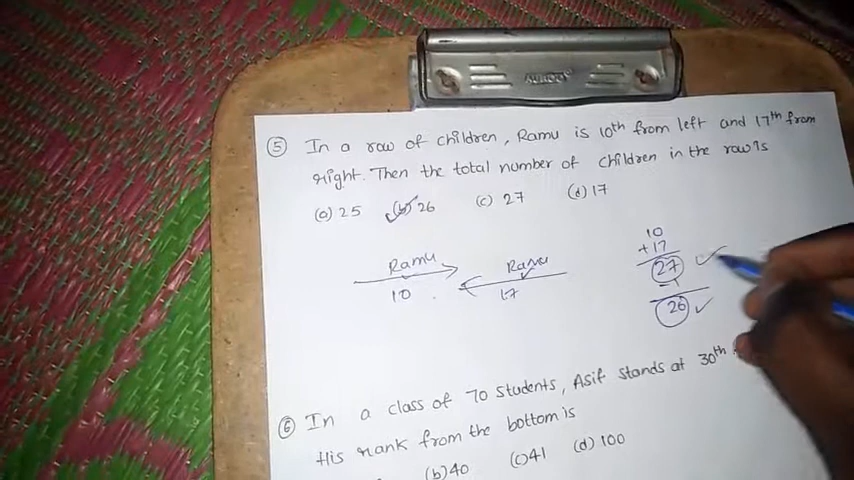 5 In a row of children, Ramu is 10th from left and 17th from
right. Then the total number of children in the row is
(a) 25 (b) 26 (c) 27 (d) 17
Ramu
10
Ramu
17
10
+17
27
-1
26
6 In a class of 70 students, Asif stands at 30th
His rank from the bottom is
(b) 40 (c) 41 (d) 100